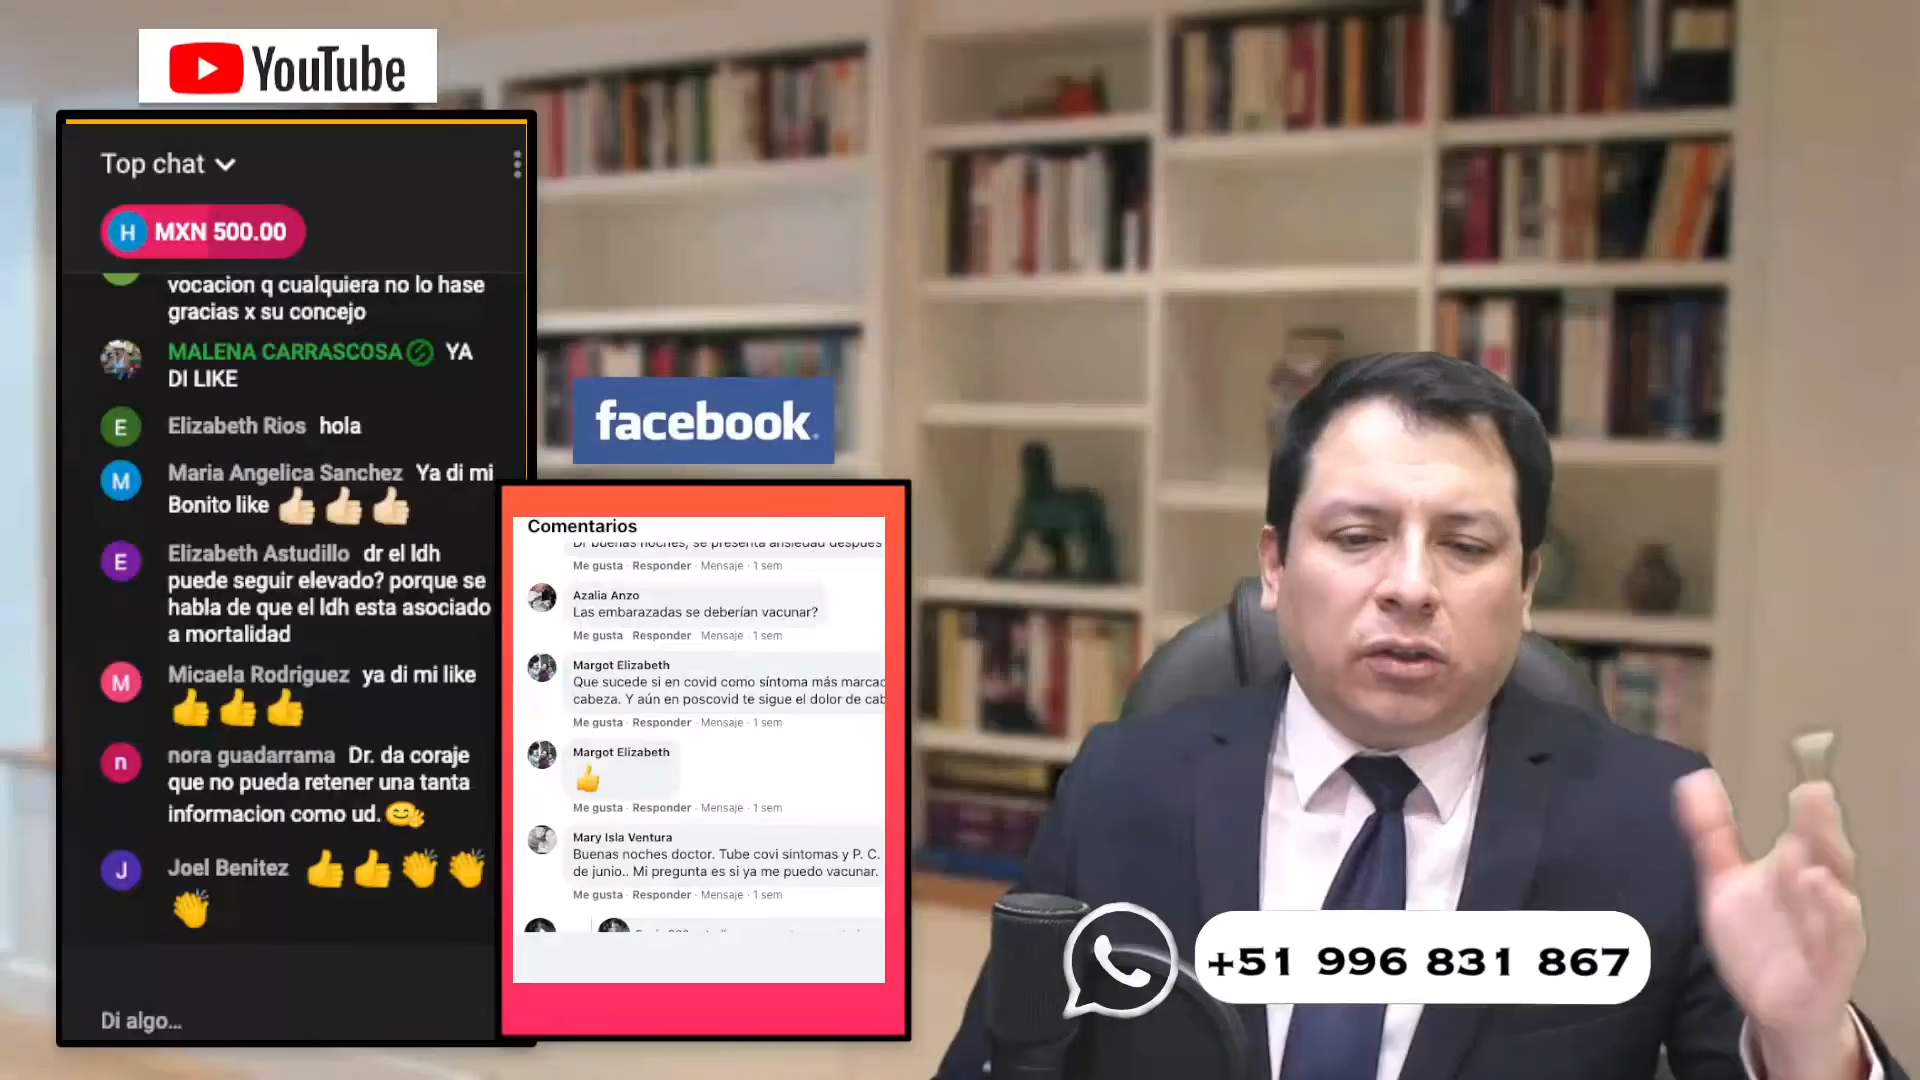 YouTube
Top chat
H MXN 500.00
vocacion q cualquiera no lo hase
gracias x su concejo
MALENA CARRASCOSA YA
DI LIKE
E Elizabeth Rios hola
M Maria Angelica Sanchez Ya di mi
Bonito like
E Elizabeth Astudillo dr el ldh
puede seguir elevado? porque se
habla de que el ldh esta asociado
a mortalidad
M Micaela Rodriguez ya di mi like
n nora guadarrama Dr. da coraje
que no pueda retener una tanta
informacion como ud.
J Joel Benitez
Di algo...
facebook
Comentarios
Dr buenas noches, se presenta ansiedad después
Me gusta · Responder · Mensaje · 1 sem
Azalia Anzo
Las embarazadas se deberían vacunar?
Me gusta Responder Mensaje · 1 sem
Margot Elizabeth
Que sucede si en covid como síntoma más marcad
cabeza. Y aún en poscovid te sigue el dolor de cab
Me gusta · Responder · Mensaje · 1 sem
Margot Elizabeth
Me gusta · Responder · Mensaje · 1 sem
Mary Isla Ventura
Buenas noches doctor. Tube covi sintomas y P. C.
de junio.. Mi pregunta es si ya me puedo vacunar.
Me gusta · Responder · Mensaje · 1 sem
+51 996 831 867